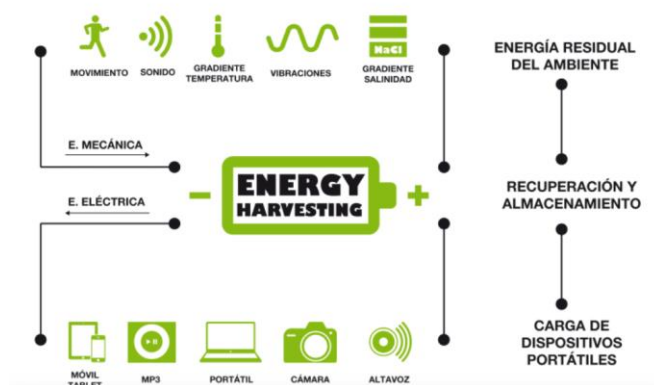 MOVIMIENTO
SONIDO
GRADIENTE
TEMPERATURA
VIBRACIONES
NaCl
GRADIENTE
SALINIDAD
ENERGÍA RESIDUAL
DEL AMBIENTE
E. MECÁNICA
E. ELÉCTRICA
ENERGY
HARVESTING
RECUPERACIÓN Y
ALMACENAMIENTO
MÓVIL
TABLET
MP3
PORTÁTIL
CÁMARA
ALTAVOZ
CARGA DE
DISPOSITIVOS
PORTÁTILES